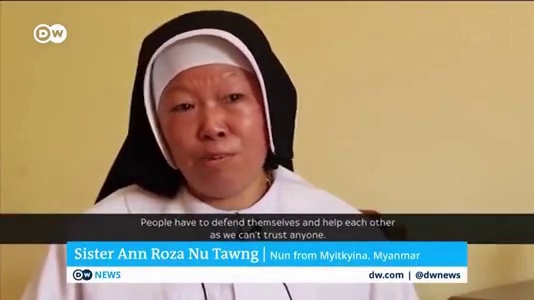 DW
People have to defend themselves and help each other
as we can't trust anyone.
Sister Ann Roza Nu Tawng | Nun from Myitkyina, Myanmar
DW NEWS
dw.com | @dwnews